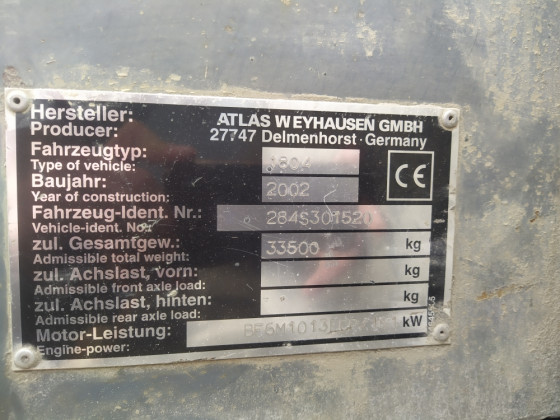 Hersteller:
Producer:
ATLAS WEYHAUSEN GMBH
27747 Delmenhorst · Germany
Fahrzeugtyp:
Type of vehicle:
1804
Baujahr:
Year of construction:
2002
CE
Fahrzeug-Ident. Nr.:
Vehicle-ident. No.:
zul. Gesamtgew.:
Admissible total weight:
33500 kg
zul. Achslast, vorn:
Admissible front axle load:
kg
zul. Achslast, hinten:
Admissible rear axle load:
kg
Motor-Leistung:
Engine-power:
kW